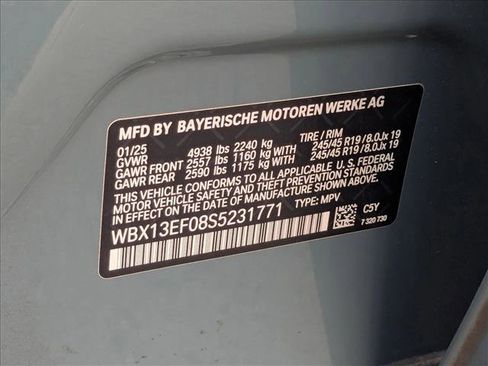 MFD BY BAYERISCHE MOTOREN WERKE AG
01/25 4938 lbs 2240 kg TIRE / RIM
GVWR
GAWR FRONT 2557 lbs 1160 kg 245/45 R19 / 8.0Jx 19
GAWR REAR 2590 lbs 1175 kg 245/45 R19 / 8.0Jx 19
THIS VEHICLE CONFORMS TO ALL APPLICABLE U.S. FEDERAL
MOTOR VEHICLE SAFETY, BUMPER, AND THEFT PREVENTION
STANDARDS IN EFFECT ON THE DATE OF MANUFACTURE
SHOWN ABOVE.
WBX13EF08S5231771 TYPE: MPV
C5Y
7 320 730